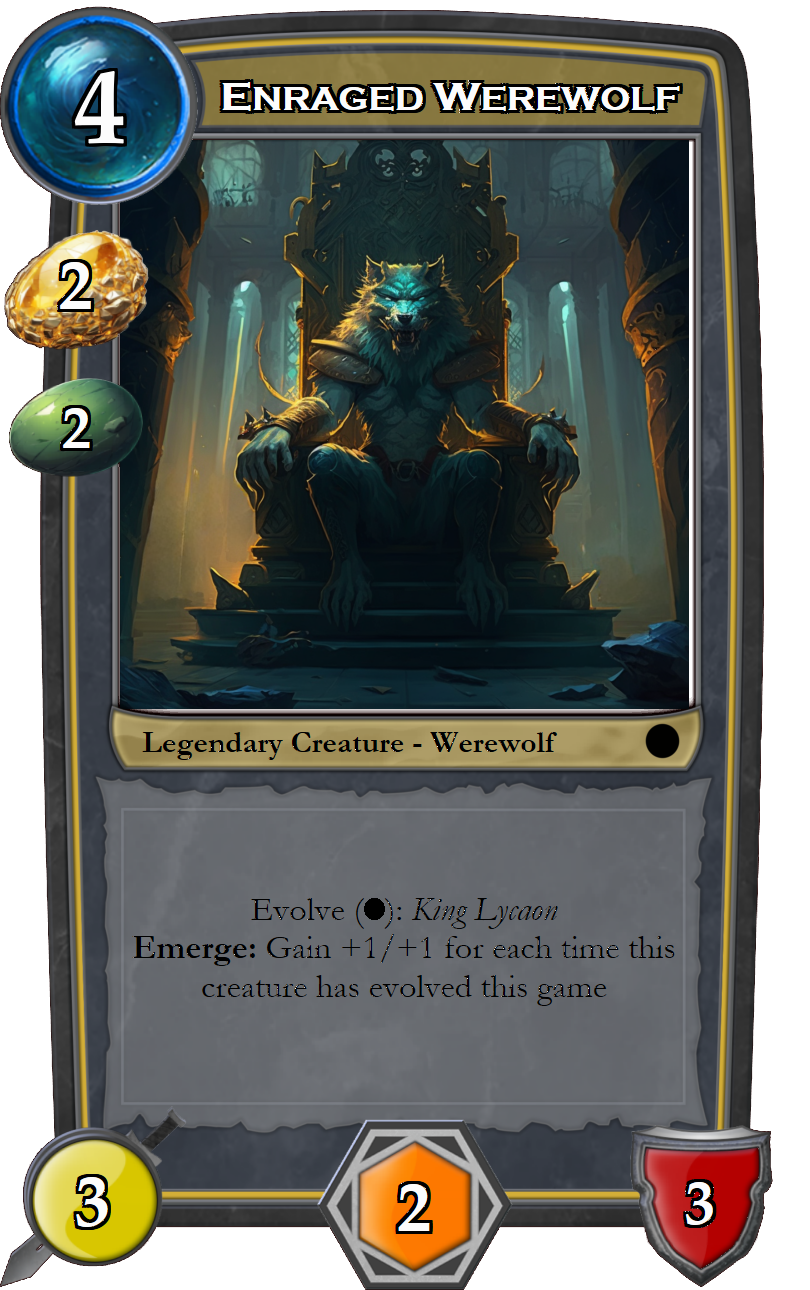 4
Enraged Werewolf
2
2
Legendary Creature - Werewolf
Evolve (●): King Lycaon
Emerge: Gain +1/+1 for each time this
creature has evolved this game
3
2
3